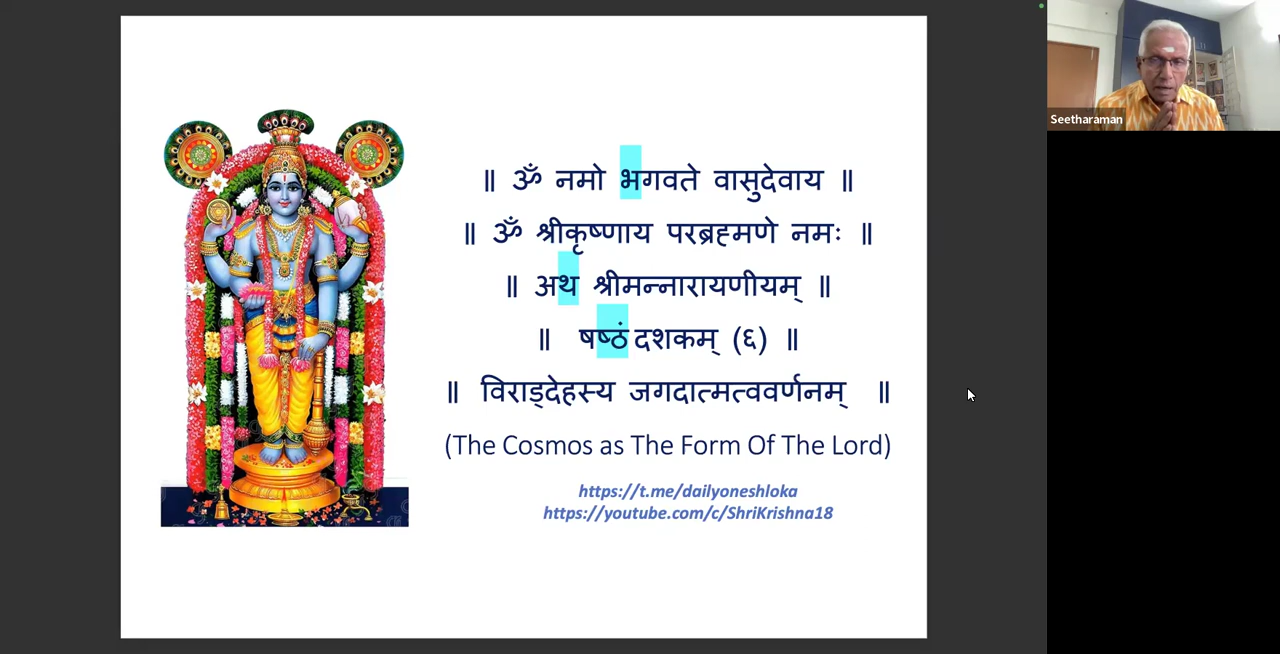 ॥ ॐ नमो भगवते वासुदेवाय ॥
॥ ॐ श्रीकृष्णाय परब्रह्मणे नमः ॥
॥ अथ श्रीमन्नारायणीयम् ॥
॥ षष्ठं दशकम् (६) ॥
॥ विराड्देहस्य जगदात्मत्ववर्णनम् ॥
(The Cosmos as The Form Of The Lord)
https://t.me/dailyoneshloka
https://youtube.com/c/ShriKrishna18
Seetharaman